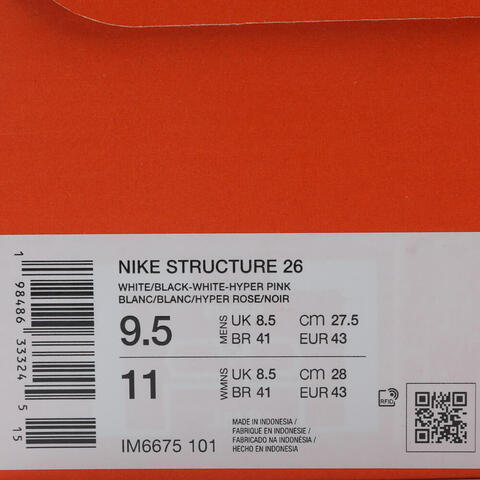 NIKE STRUCTURE 26
WHITE/BLACK-WHITE-HYPER PINK
BLANC/BLANC/HYPER ROSE/NOIR
9.5 MENS UK 8.5 CM 27.5
BR 41 EUR 43
11 WMNS UK 8.5 CM 28
BR 41 EUR 43
RFID
MADE IN INDONESIA /
FABRIQUÉ EN INDONESIE /
FABRICADO NA INDONÉSIA /
HECHO EN INDONESIA
IM6675 101
1 98486 33324 5 15